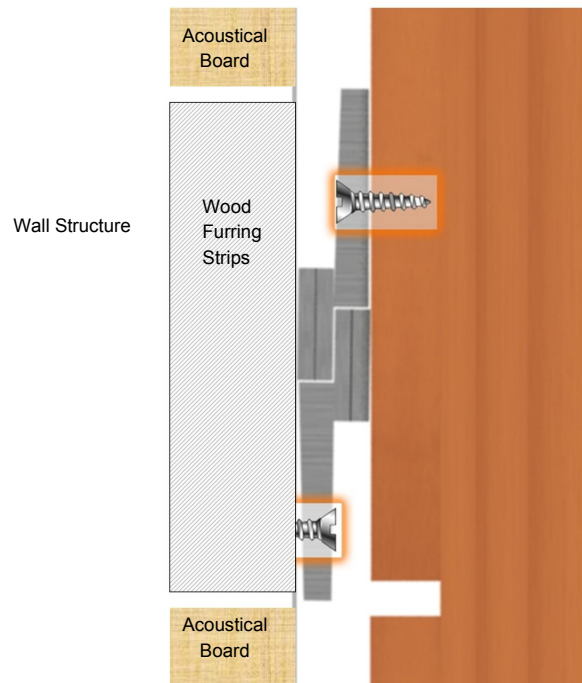 Acoustical
Board
Wall Structure
Wood
Furring
Strips
Acoustical
Board